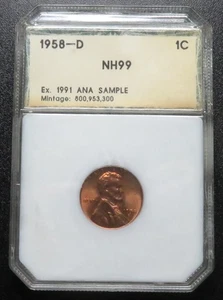 1958-D 1C
NH99
Ex. 1991 ANA SAMPLE
Mintage: 800,953,300